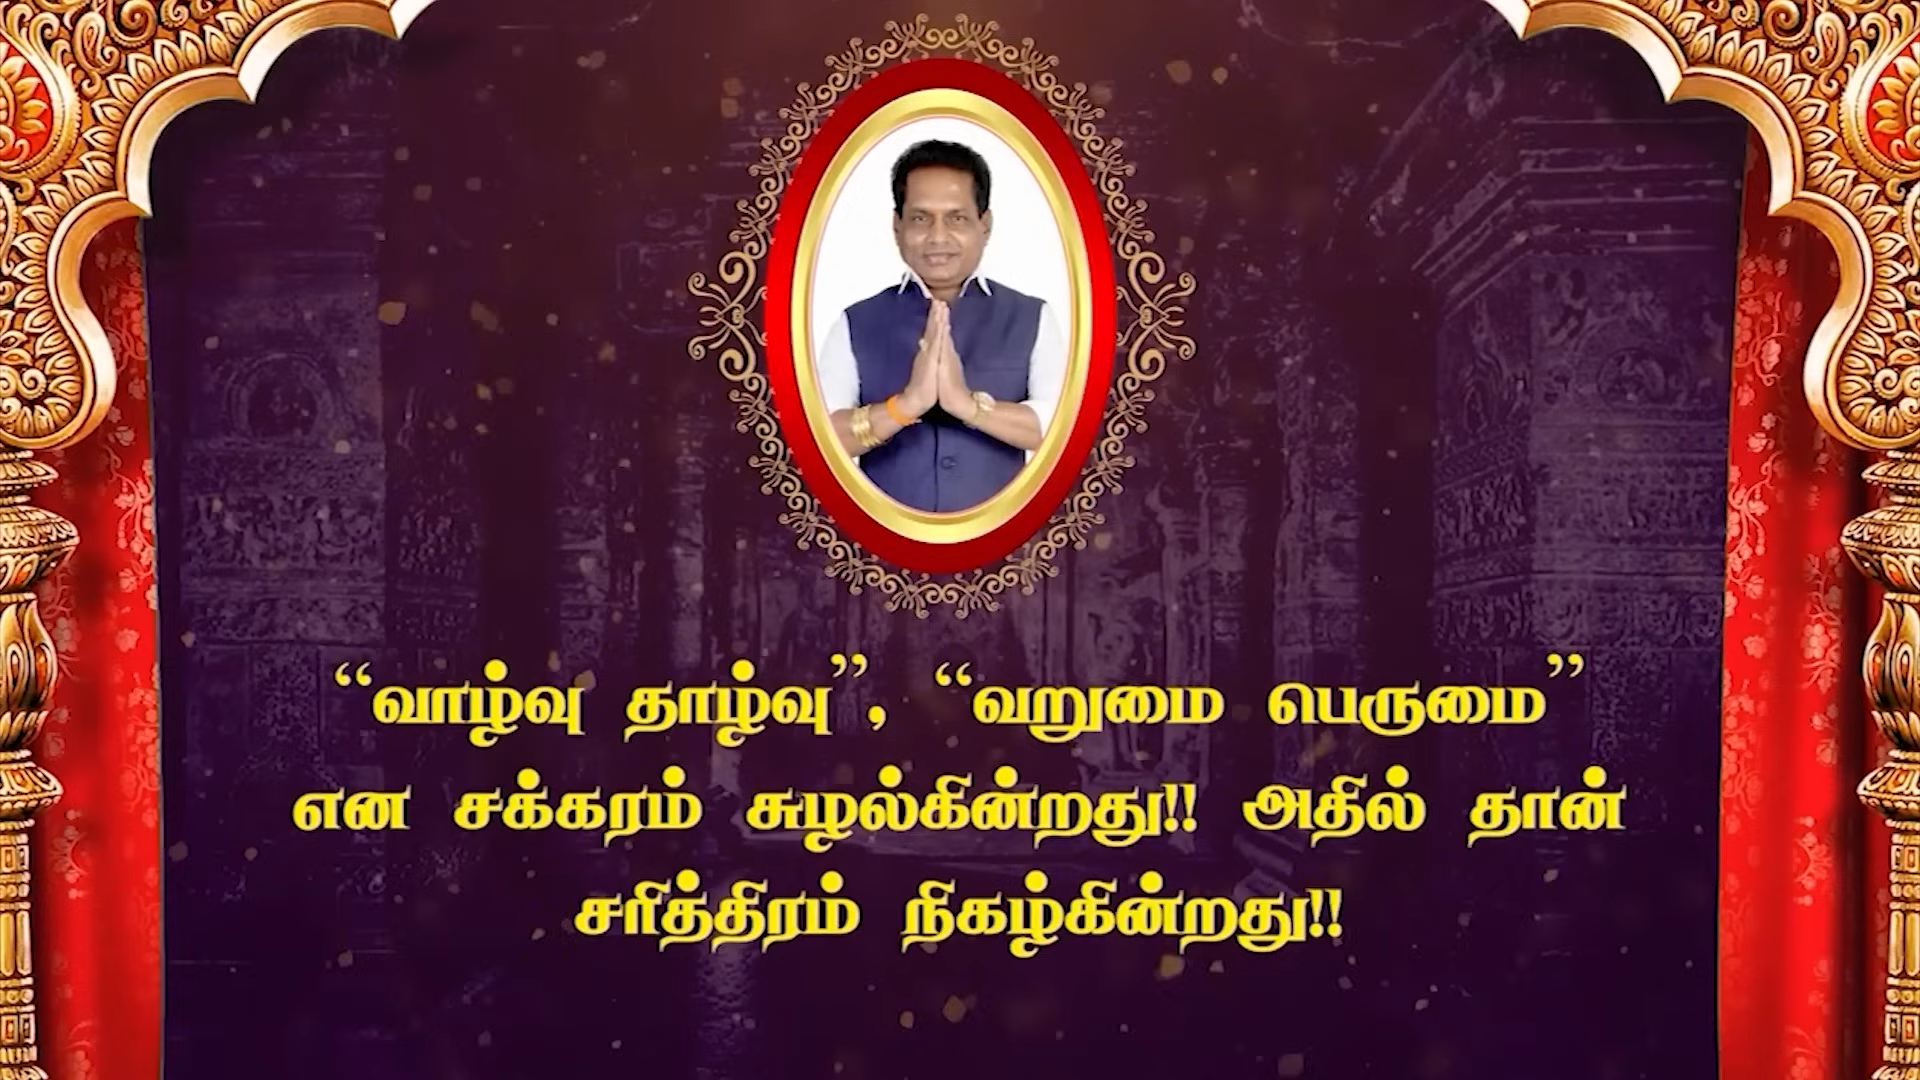 “வாழ்வு தாழ்வு”, “வறுமை பெருமை”
என சக்கரம் சுழல்கின்றது!! அதில் தான்
சரித்திரம் நிகழ்கின்றது!!